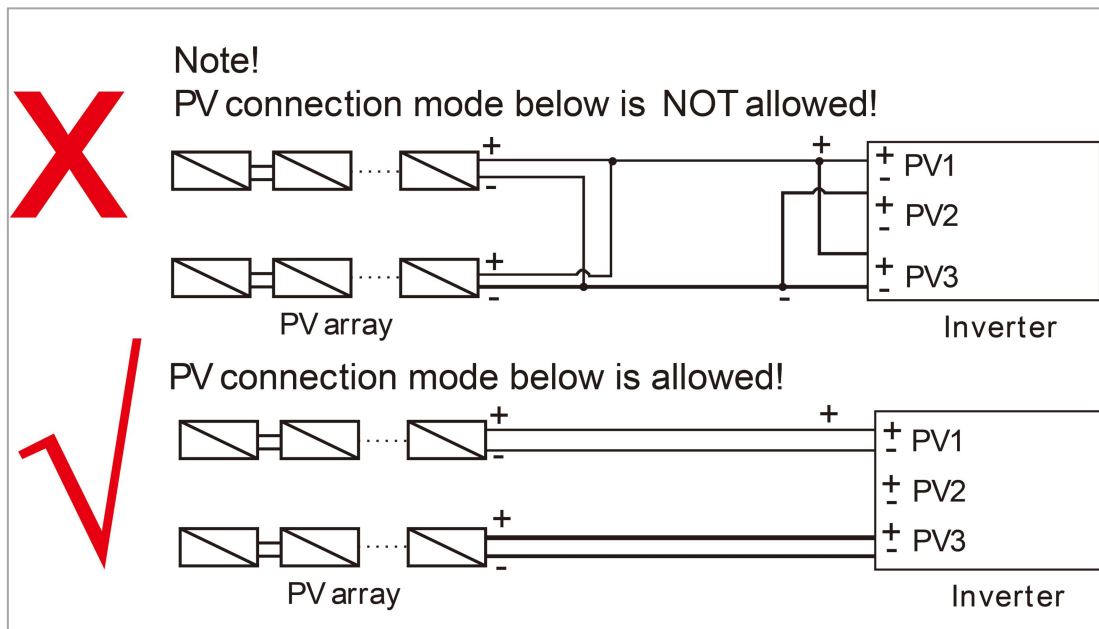 Note!
PV connection mode below is NOT allowed!
+
+
+
-
PV1
-
+
-
PV2
+
-
+
-
PV3
-
PV array
Inverter
PV connection mode below is allowed!
+
+
+
-
PV1
-
+
-
PV2
+
+
-
PV3
-
PV array
Inverter